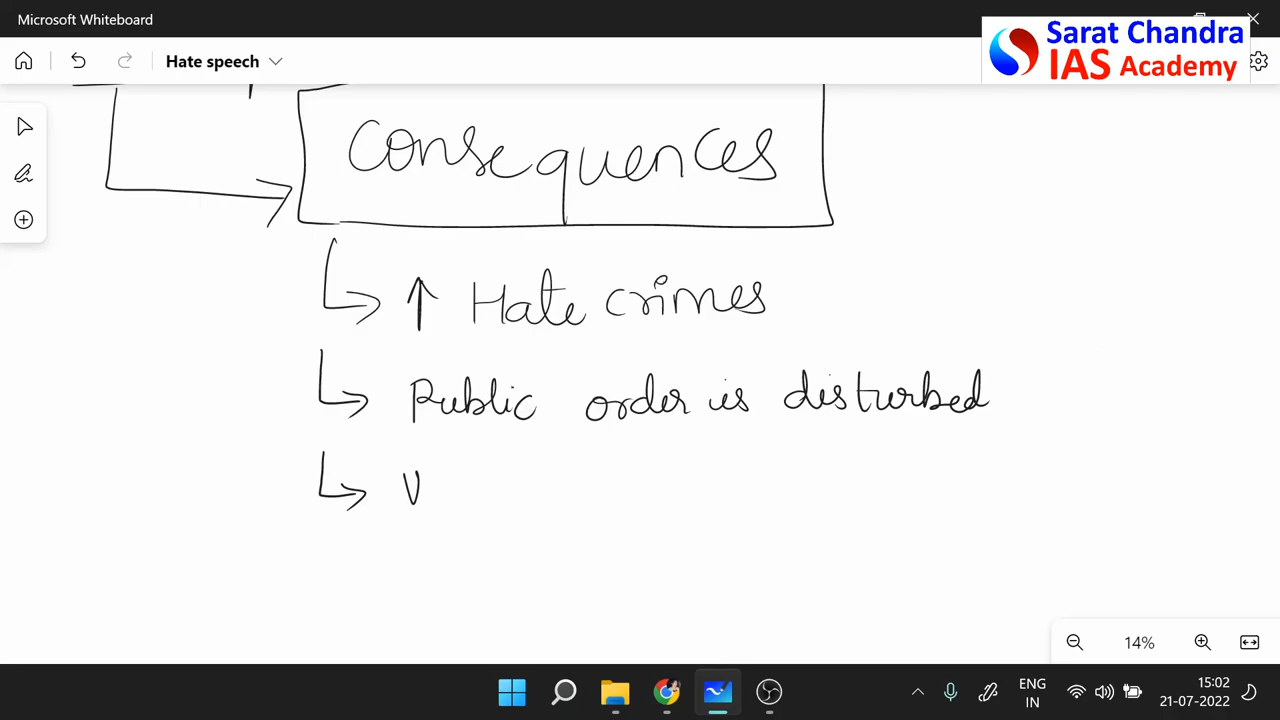 Microsoft Whiteboard
Sarat Chandra
IAS Academy
Hate speech
Consequences
↑ Hate crimes
Public order is disturbed
V
14%
ENG
IN
15:02
21-07-2022